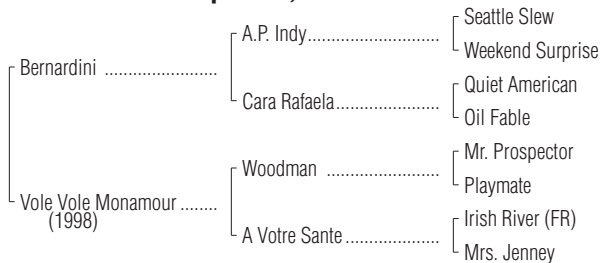 Seattle Slew
A.P. Indy
Weekend Surprise
Bernardini
Quiet American
Cara Rafaela
Oil Fable
Mr. Prospector
Woodman
Playmate
Vole Vole Monamour
(1998)
Irish River (FR)
A Votre Sante
Mrs. Jenney